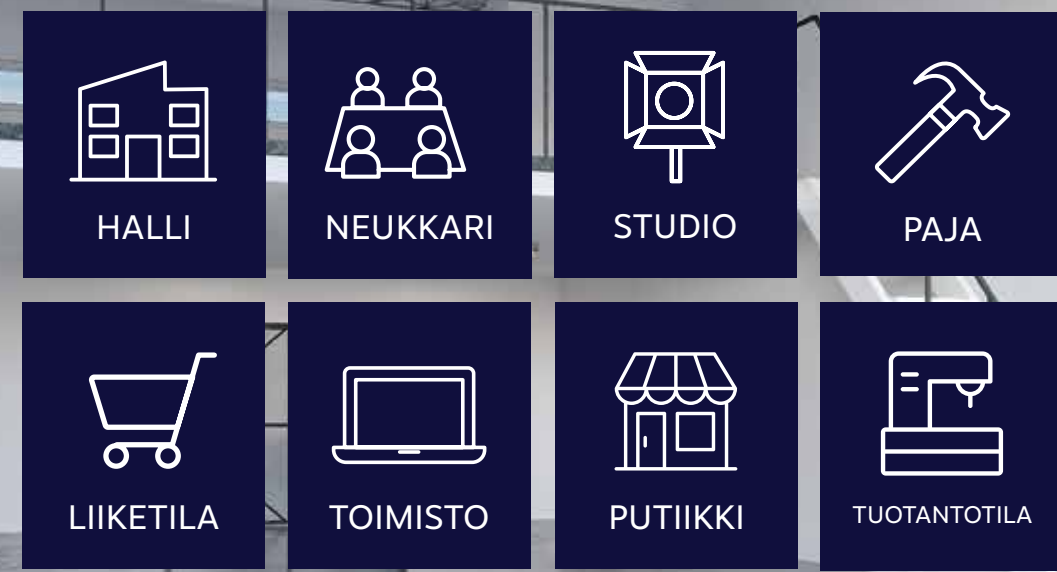 HALLI
NEUKKARI
STUDIO
PAJA
LIIKETILA
TOIMISTO
PUTIIKKI
TUOTANTOTILA